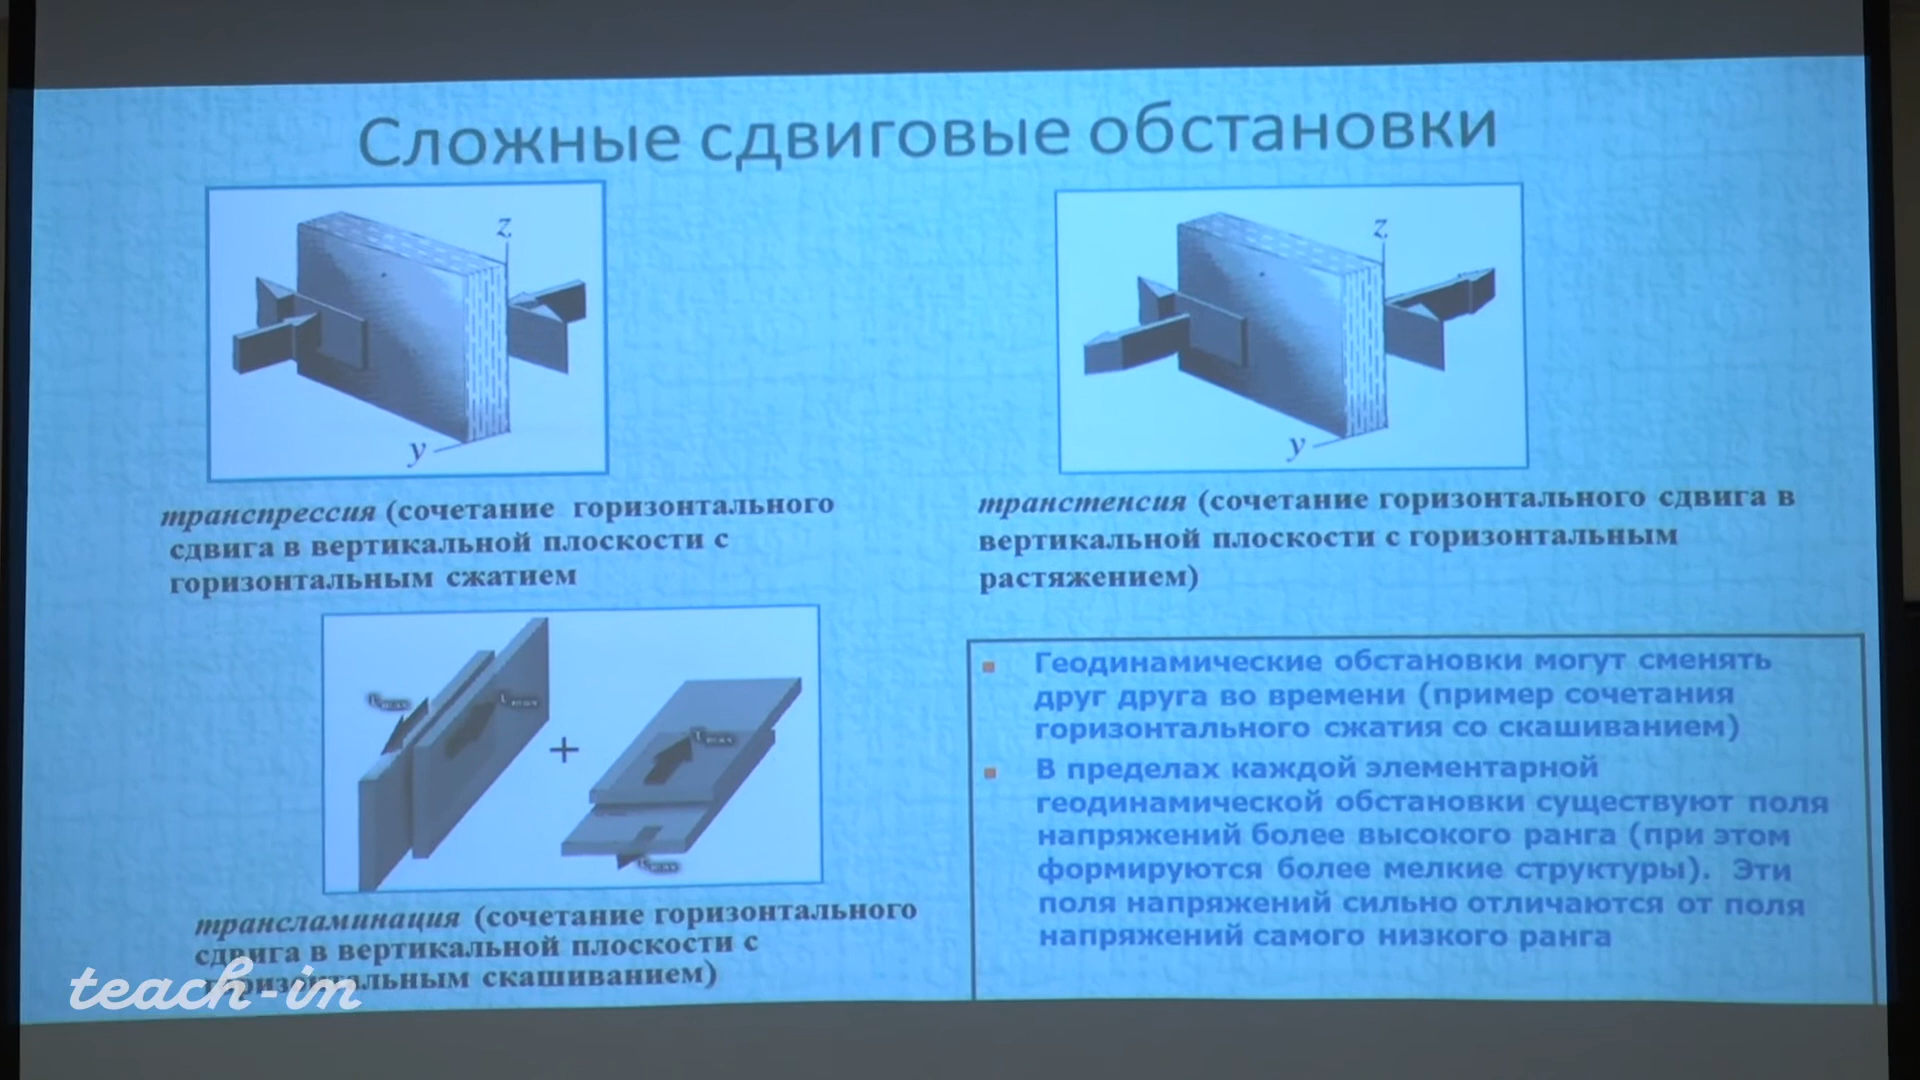 Сложные сдвиговые обстановки
z
y
z
y
транспрессия (сочетание горизонтального
сдвига в вертикальной плоскости с
горизонтальным сжатием
транстенсия (сочетание горизонтального сдвига в
вертикальной плоскости с горизонтальным
растяжением)
+
трансламинация (сочетание горизонтального
сдвига в вертикальной плоскости с
горизонтальным скашиванием)
Геодинамические обстановки могут сменять
друг друга во времени (пример сочетания
горизонтального сжатия со скашиванием)
В пределах каждой элементарной
геодинамической обстановки существуют поля
напряжений более высокого ранга (при этом
формируются более мелкие структуры). Эти
поля напряжений сильно отличаются от поля
напряжений самого низкого ранга
teach-in